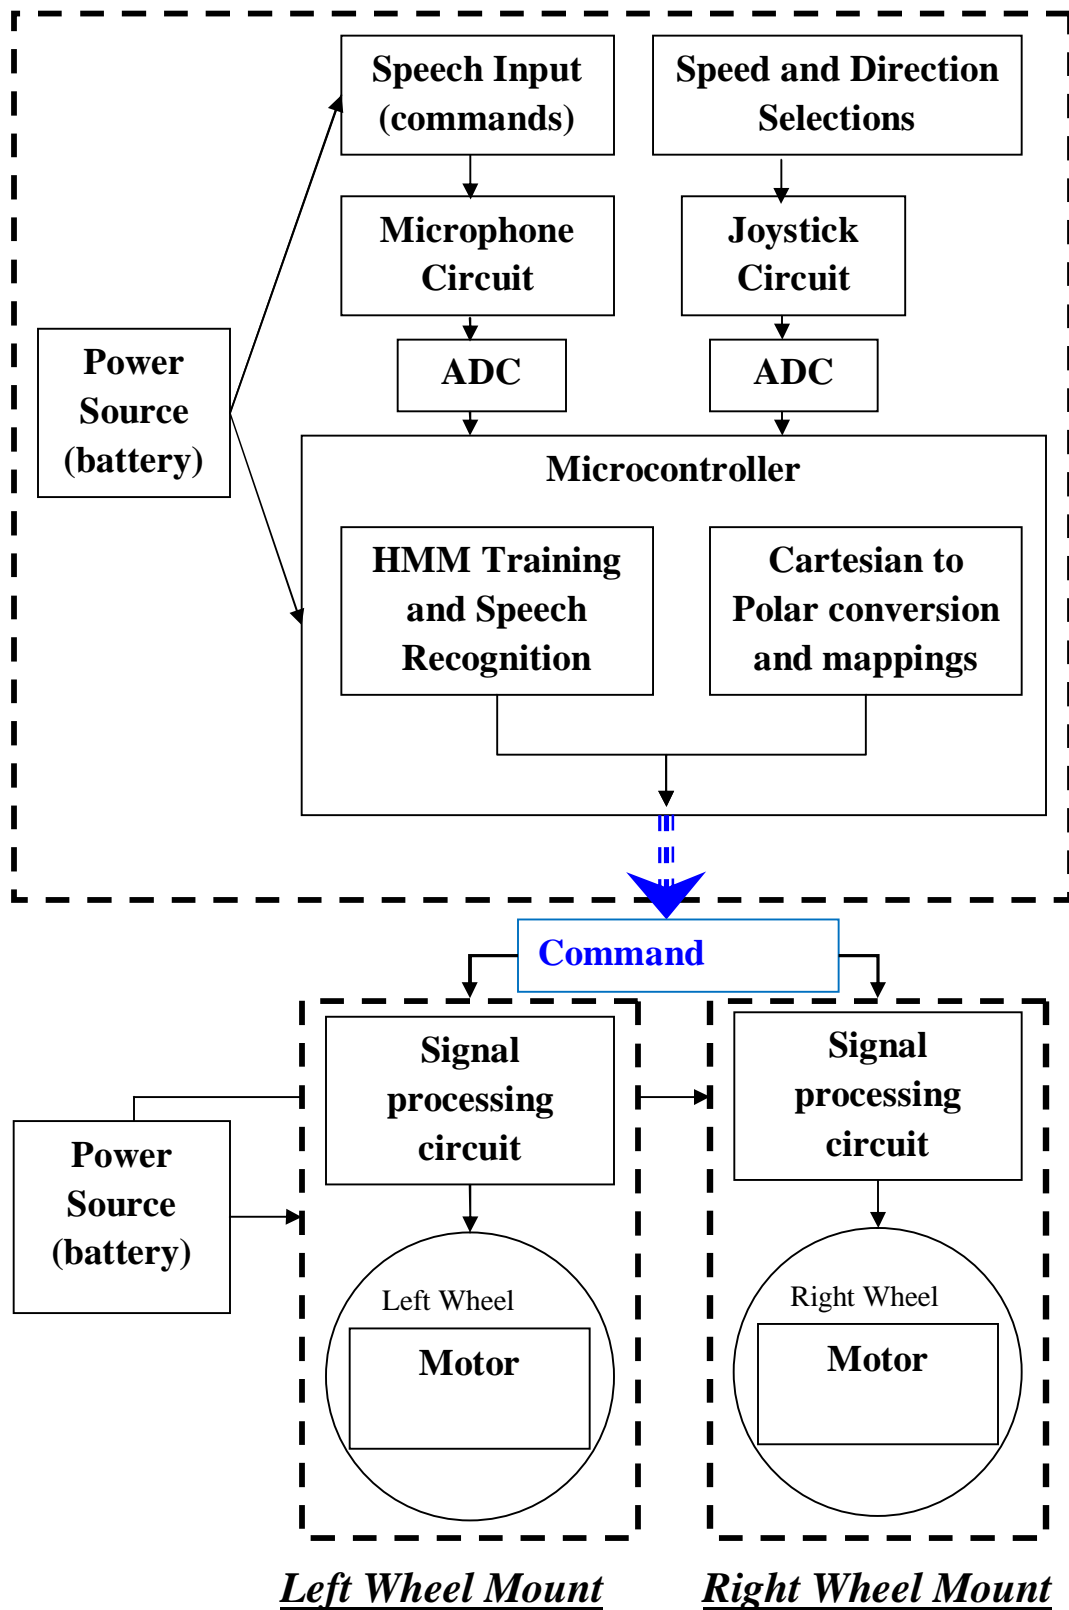 Speech Input
(commands)
Speed and Direction
Selections
Microphone
Circuit
Joystick
Circuit
Power
Source
(battery)
ADC
ADC
Microcontroller
HMM Training
and Speech
Recognition
Cartesian to
Polar conversion
and mappings
Command
Signal
processing
circuit
Signal
processing
circuit
Power
Source
(battery)
Left Wheel
Motor
Right Wheel
Motor
Left Wheel Mount
Right Wheel Mount